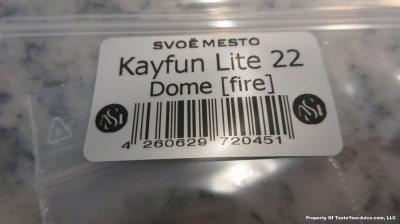 SVOË MESTO
Kayfun Lite 22
Dome [fire]
4 260629 720451
Property Of TasteYourJuice.com, LLC